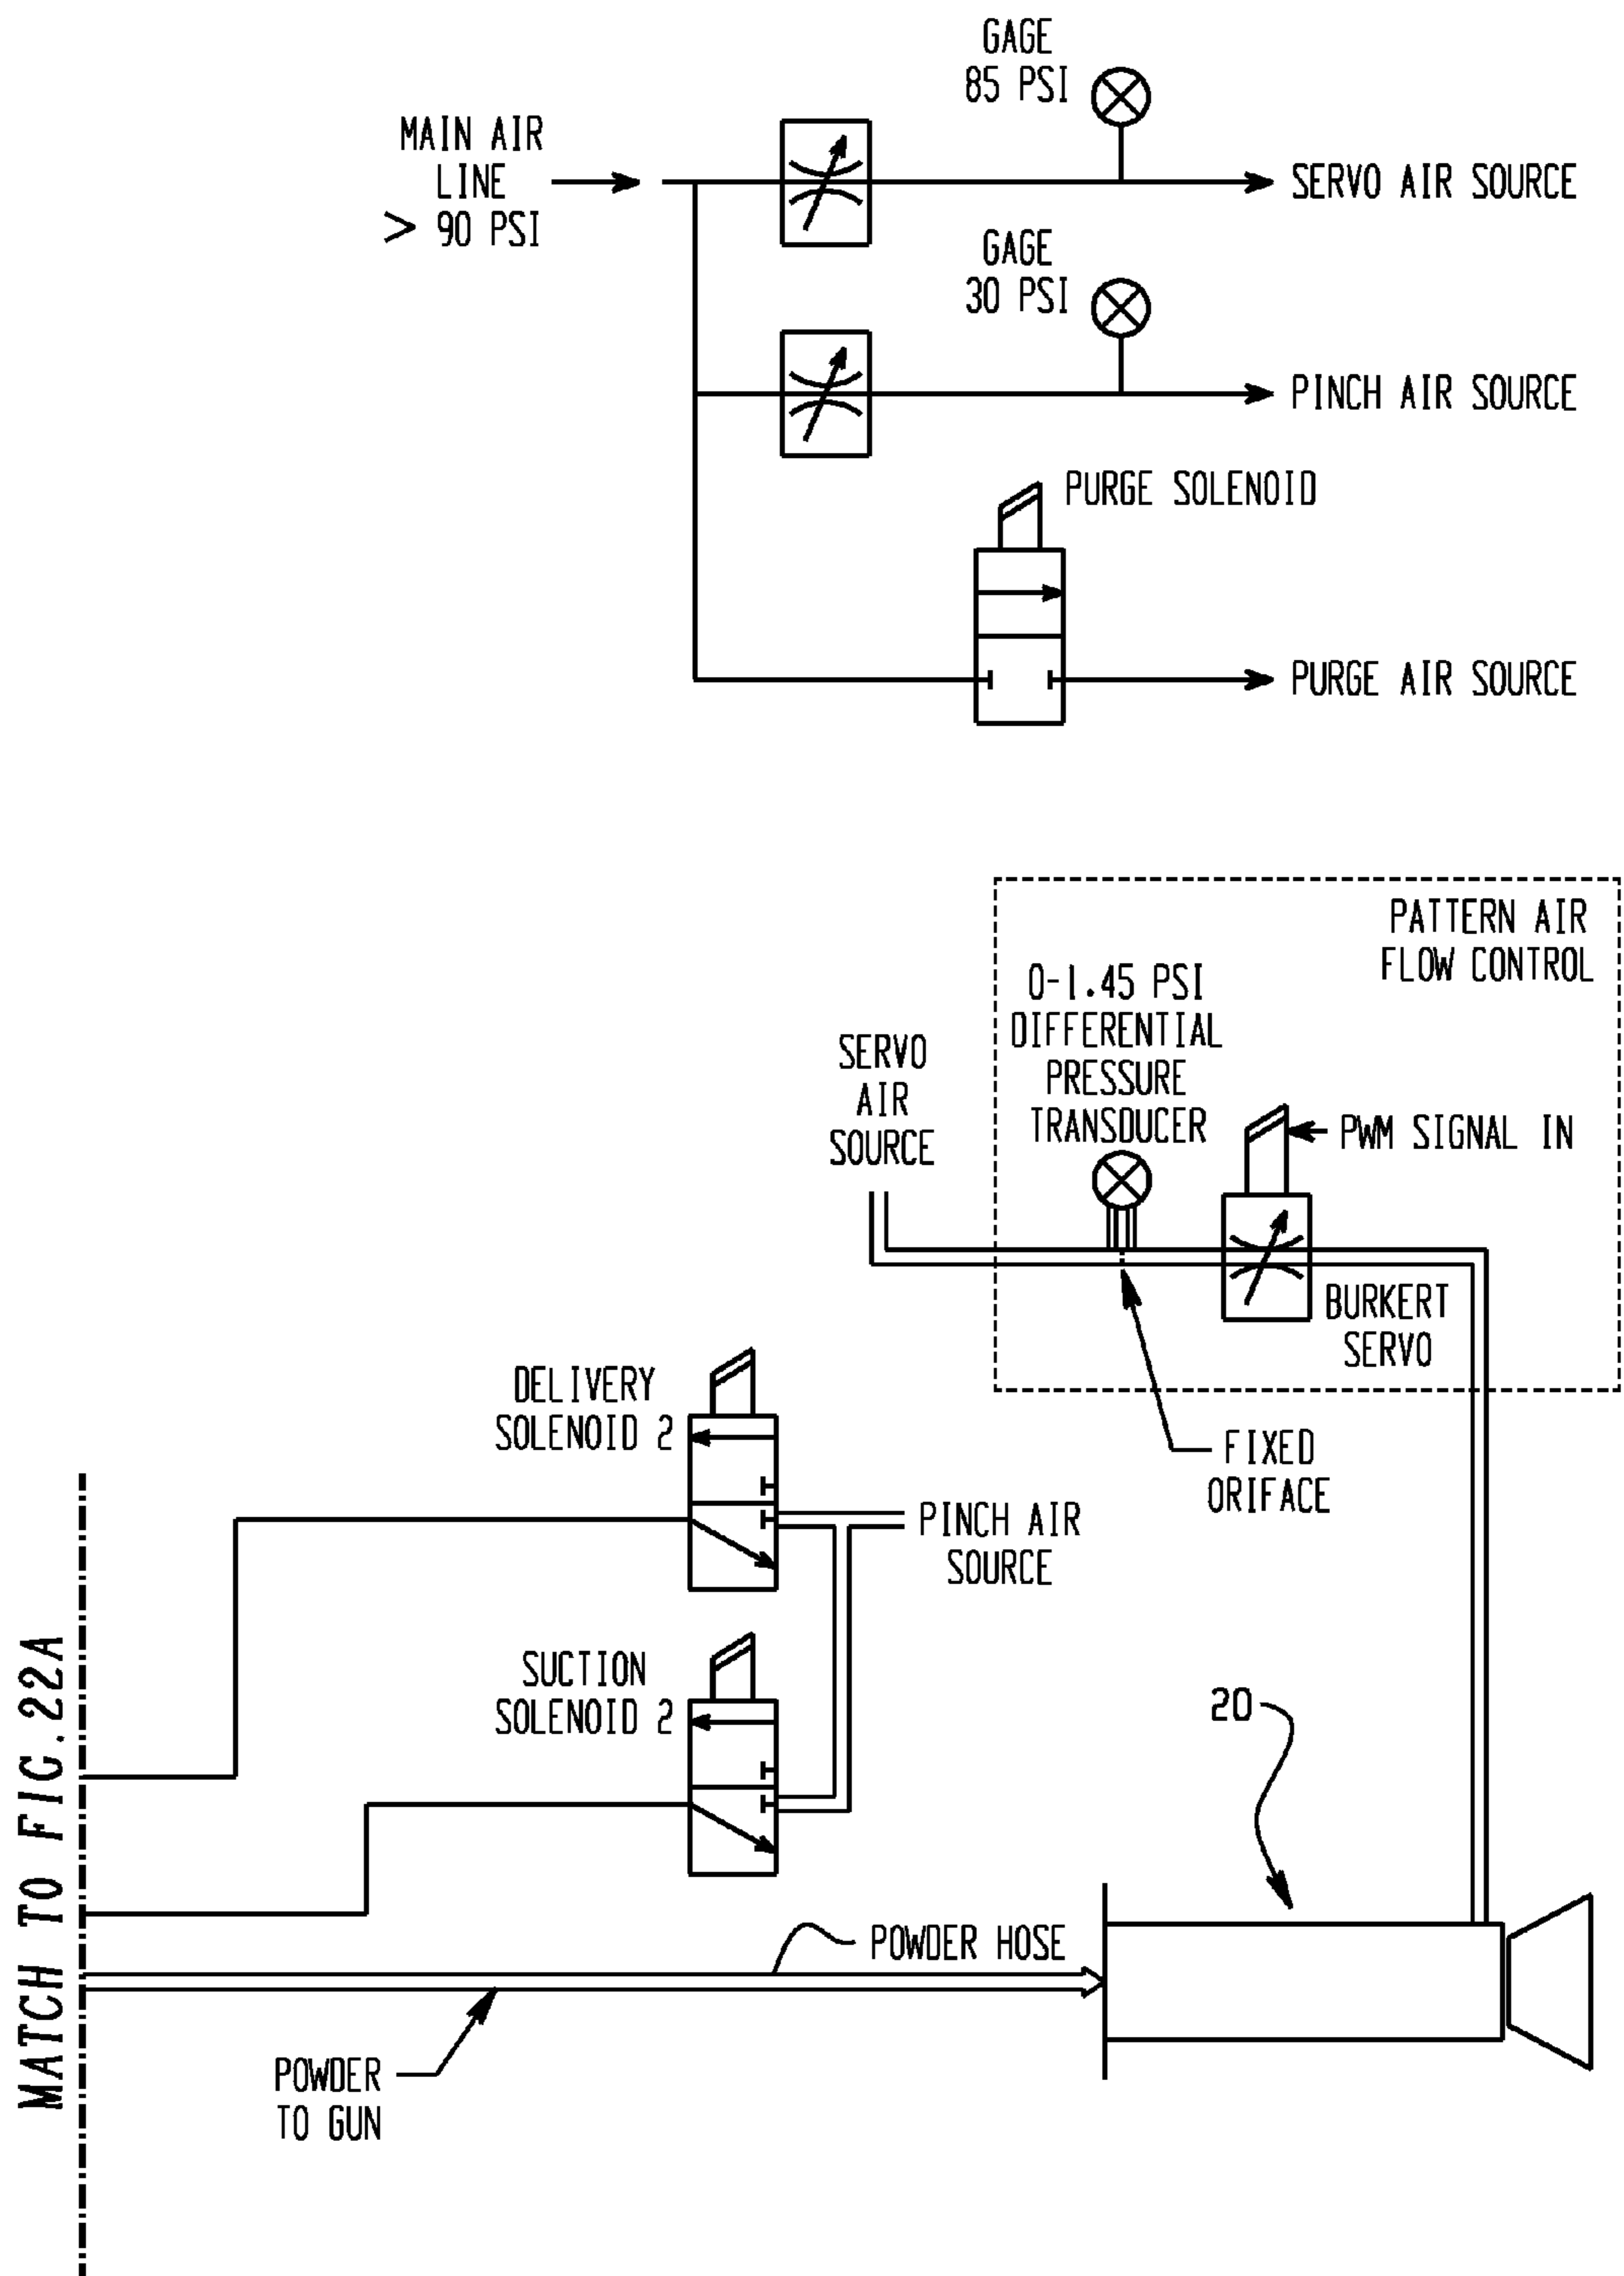 GAGE
85 PSI
MAIN AIR
LINE
> 90 PSI
SERVO AIR SOURCE
GAGE
30 PSI
PINCH AIR SOURCE
PURGE SOLENOID
PURGE AIR SOURCE
PATTERN AIR
FLOW CONTROL
0-1.45 PSI
DIFFERENTIAL
PRESSURE
TRANSDUCER
SERVO
AIR
SOURCE
PWM SIGNAL IN
BURKERT
SERVO
DELIVERY
SOLENOID 2
FIXED
ORIFACE
PINCH AIR
SOURCE
SUCTION
SOLENOID 2
20
MATCH TO FIG.22A
POWDER HOSE
POWDER
TO GUN